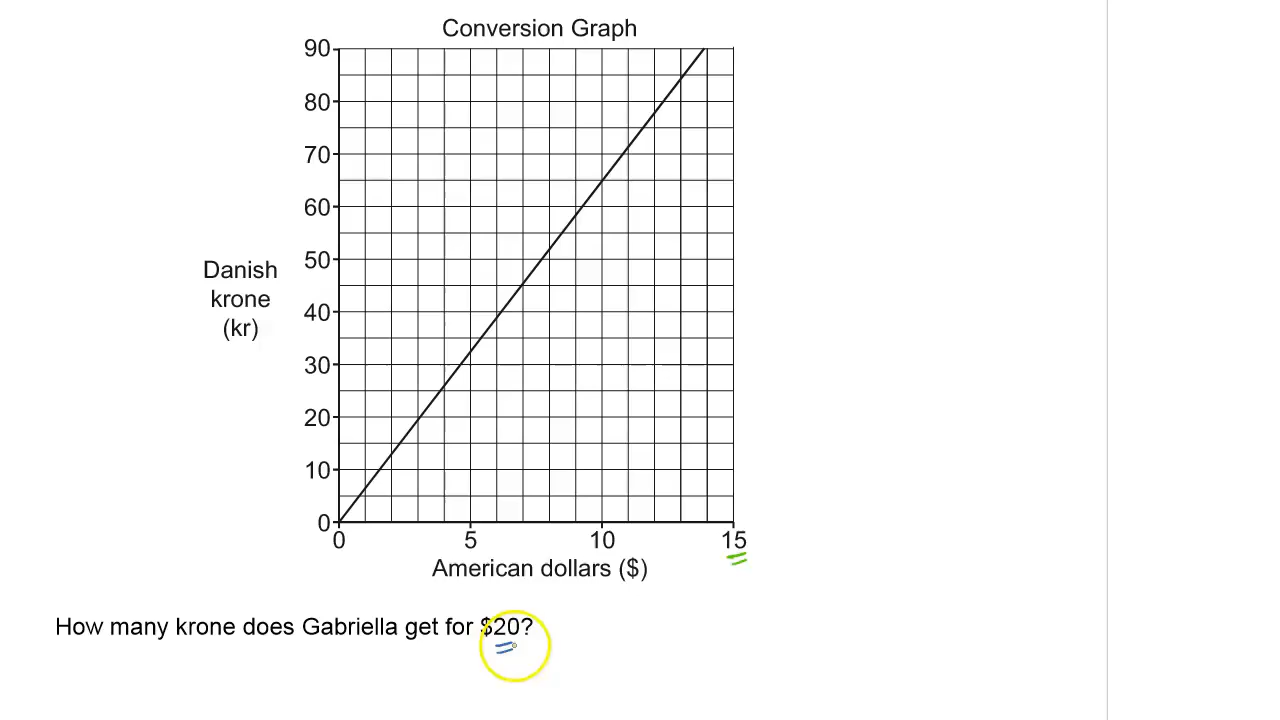 Conversion Graph
90
80
70
60
50
40
30
20
10
0
Danish
krone
(kr)
0 5 10 15
American dollars ($)
How many krone does Gabriella get for $20?